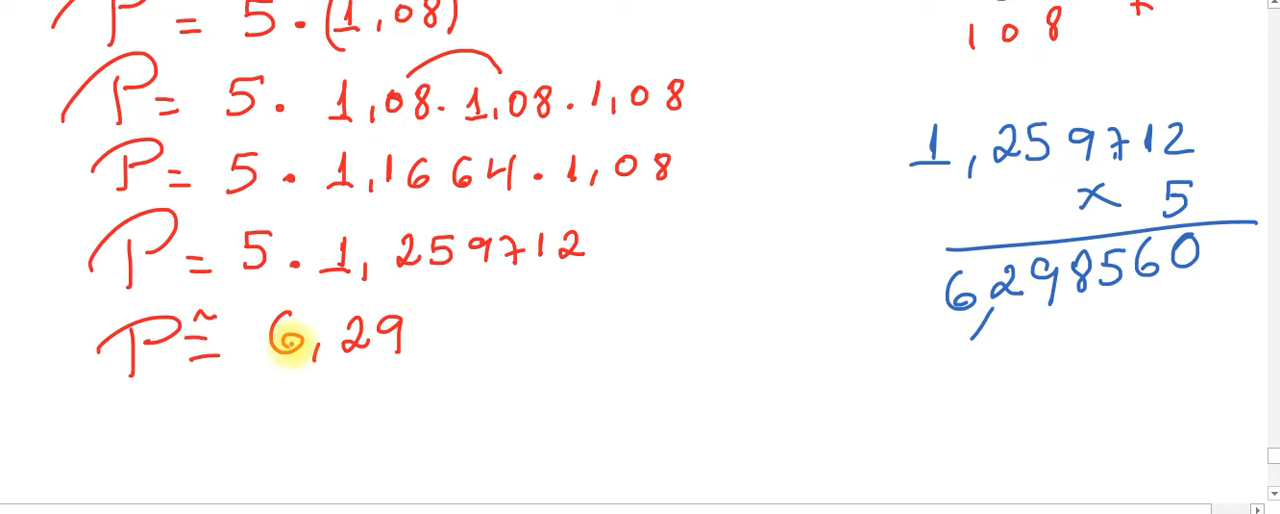 P = 5 · (1,08)
P = 5 · 1,08 · 1,08 · 1,08
P = 5 · 1,1664 · 1,08
P = 5 · 1,259712
P ≅ 6,29
108
1,259712
x 5
6,298560